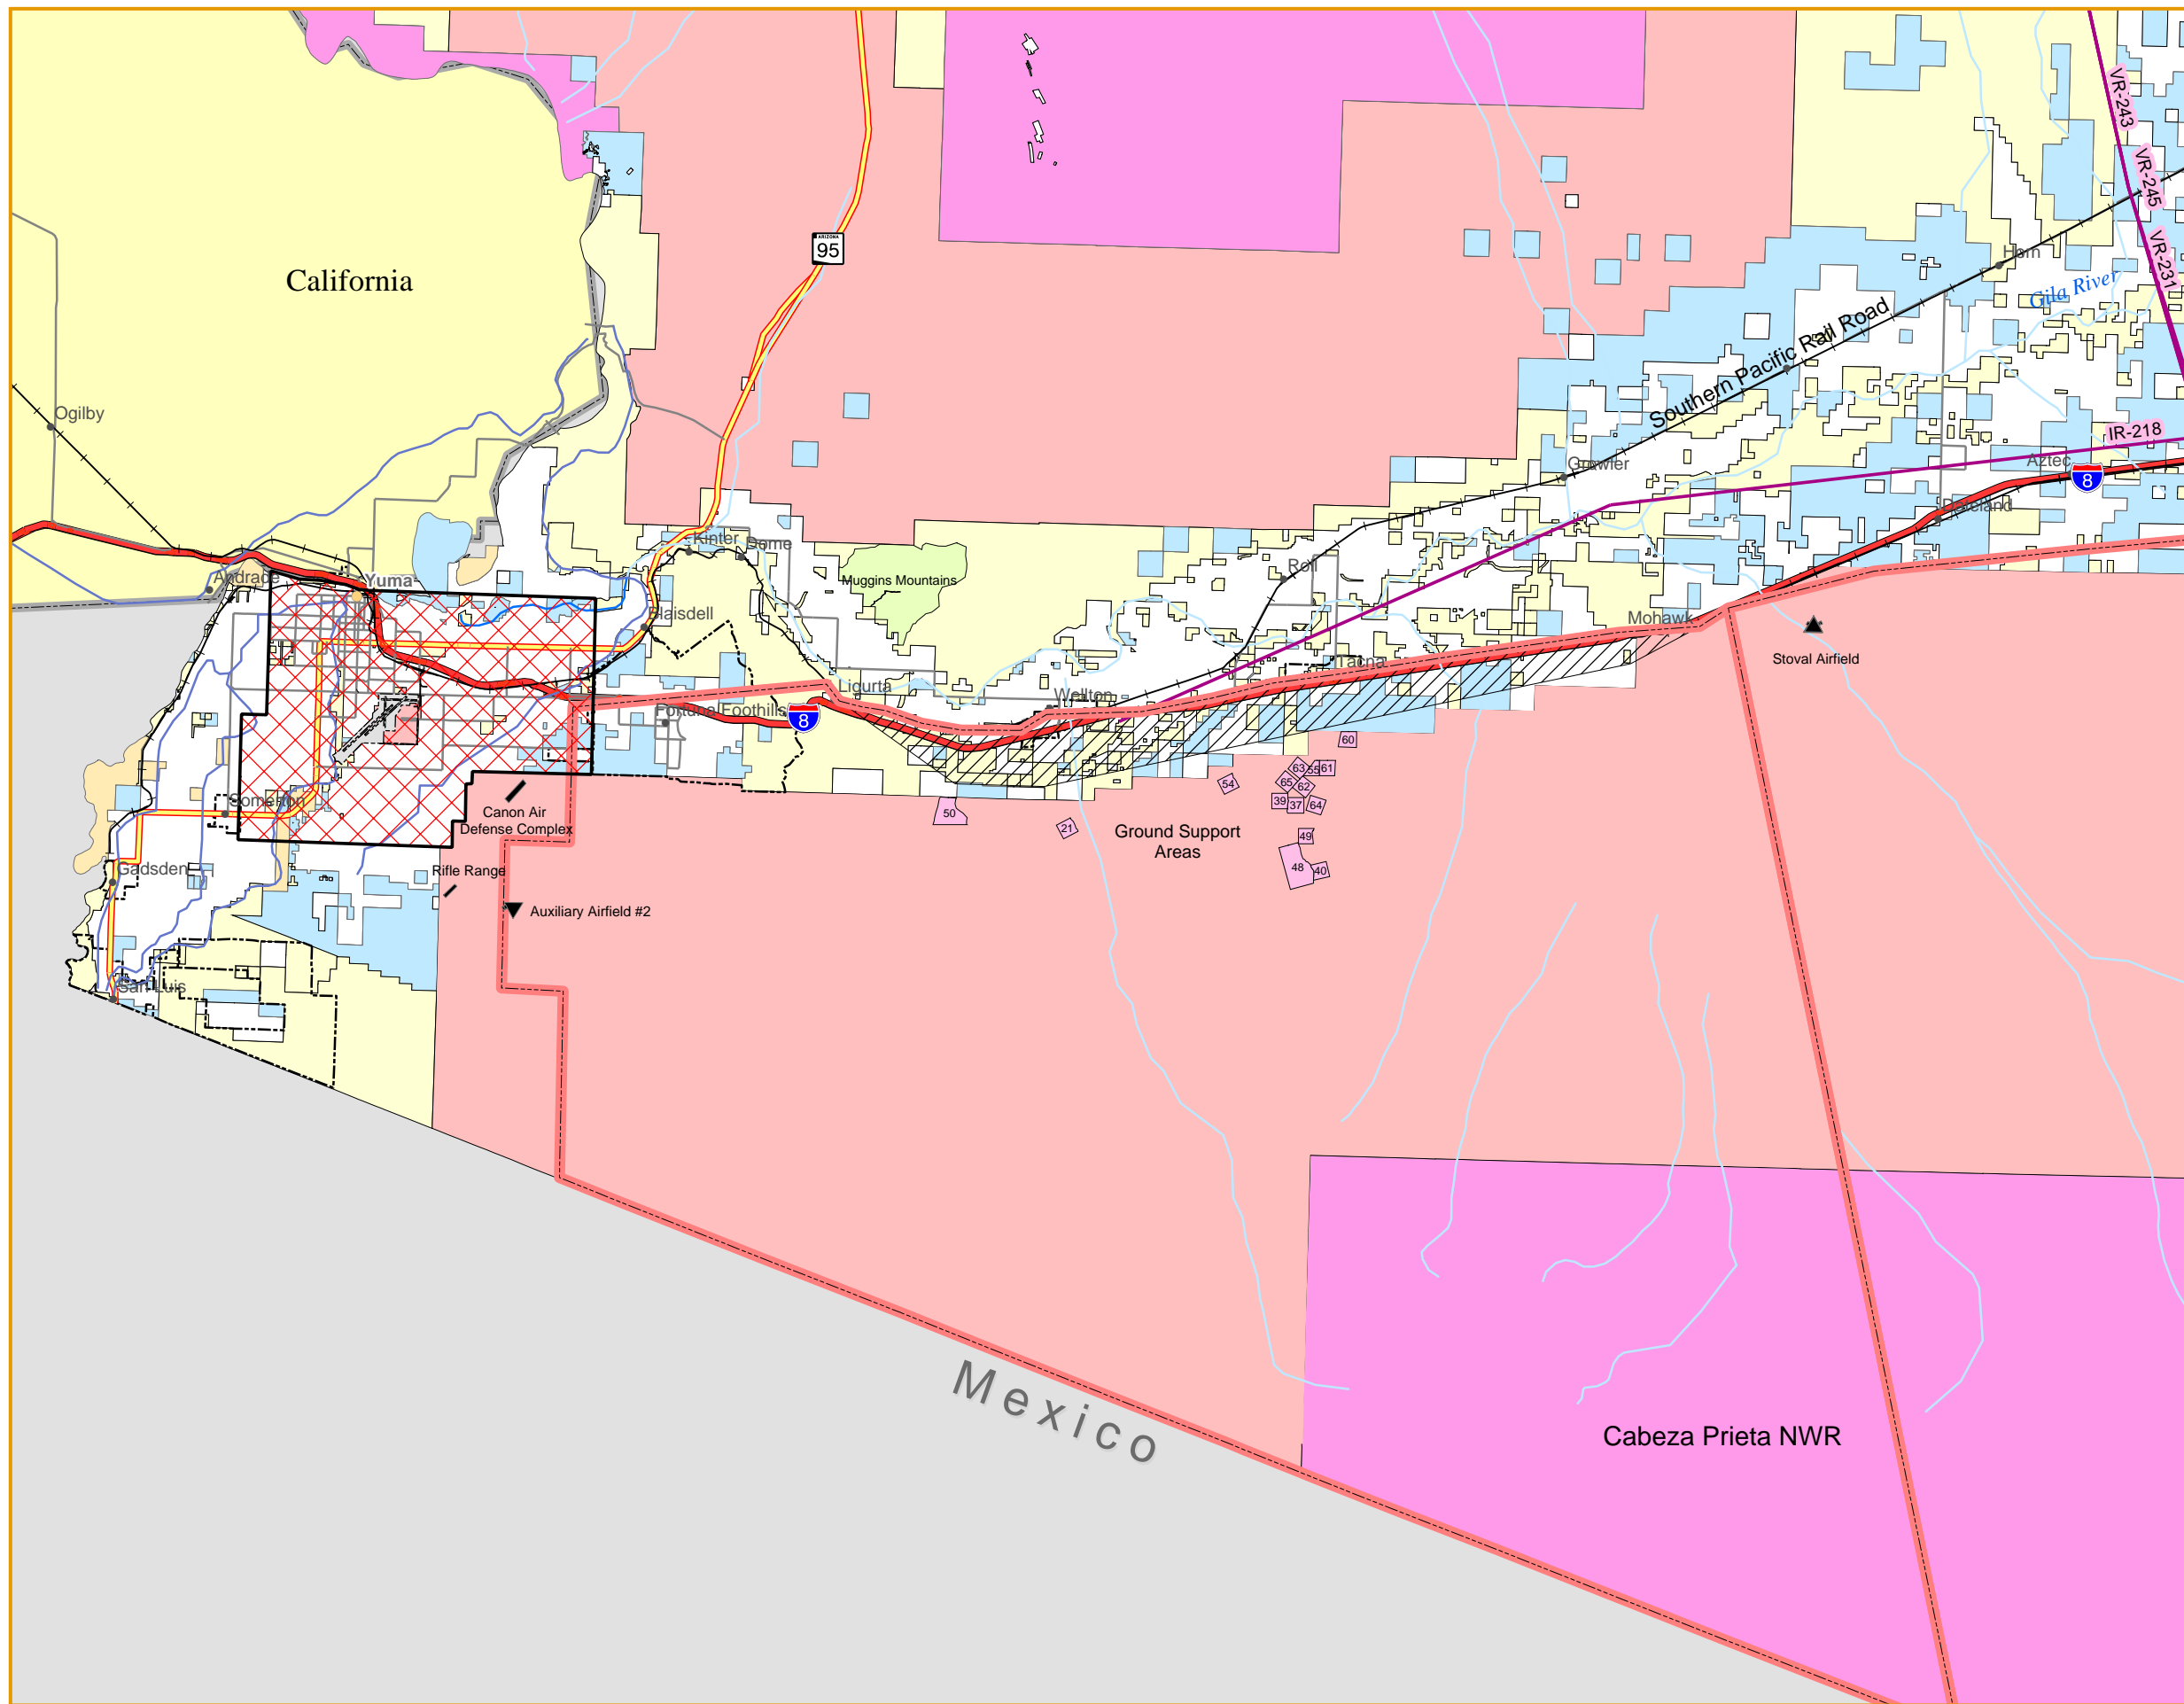 VR-243
VR-245
VR-231
ARIZONA
95
California
Horn
Gila River
Southern Pacific Rail Road
Ogilby
IR-218
Growler
Aztec
8
Dateland
Kinter
Dome
Andrade
Yuma
Muggins Mountains
Roll
Blaisdell
Mohawk
Stoval Airfield
Tacna
Ligurta
Wellton
Fortuna Foothills
8
60
63
55
61
54
65
62
39
37
64
Somerton
Canon Air
Defense Complex
50
21
Ground Support
Areas
49
48
40
Gadsden
Rifle Range
Auxiliary Airfield #2
San Luis
Mexico
Cabeza Prieta NWR